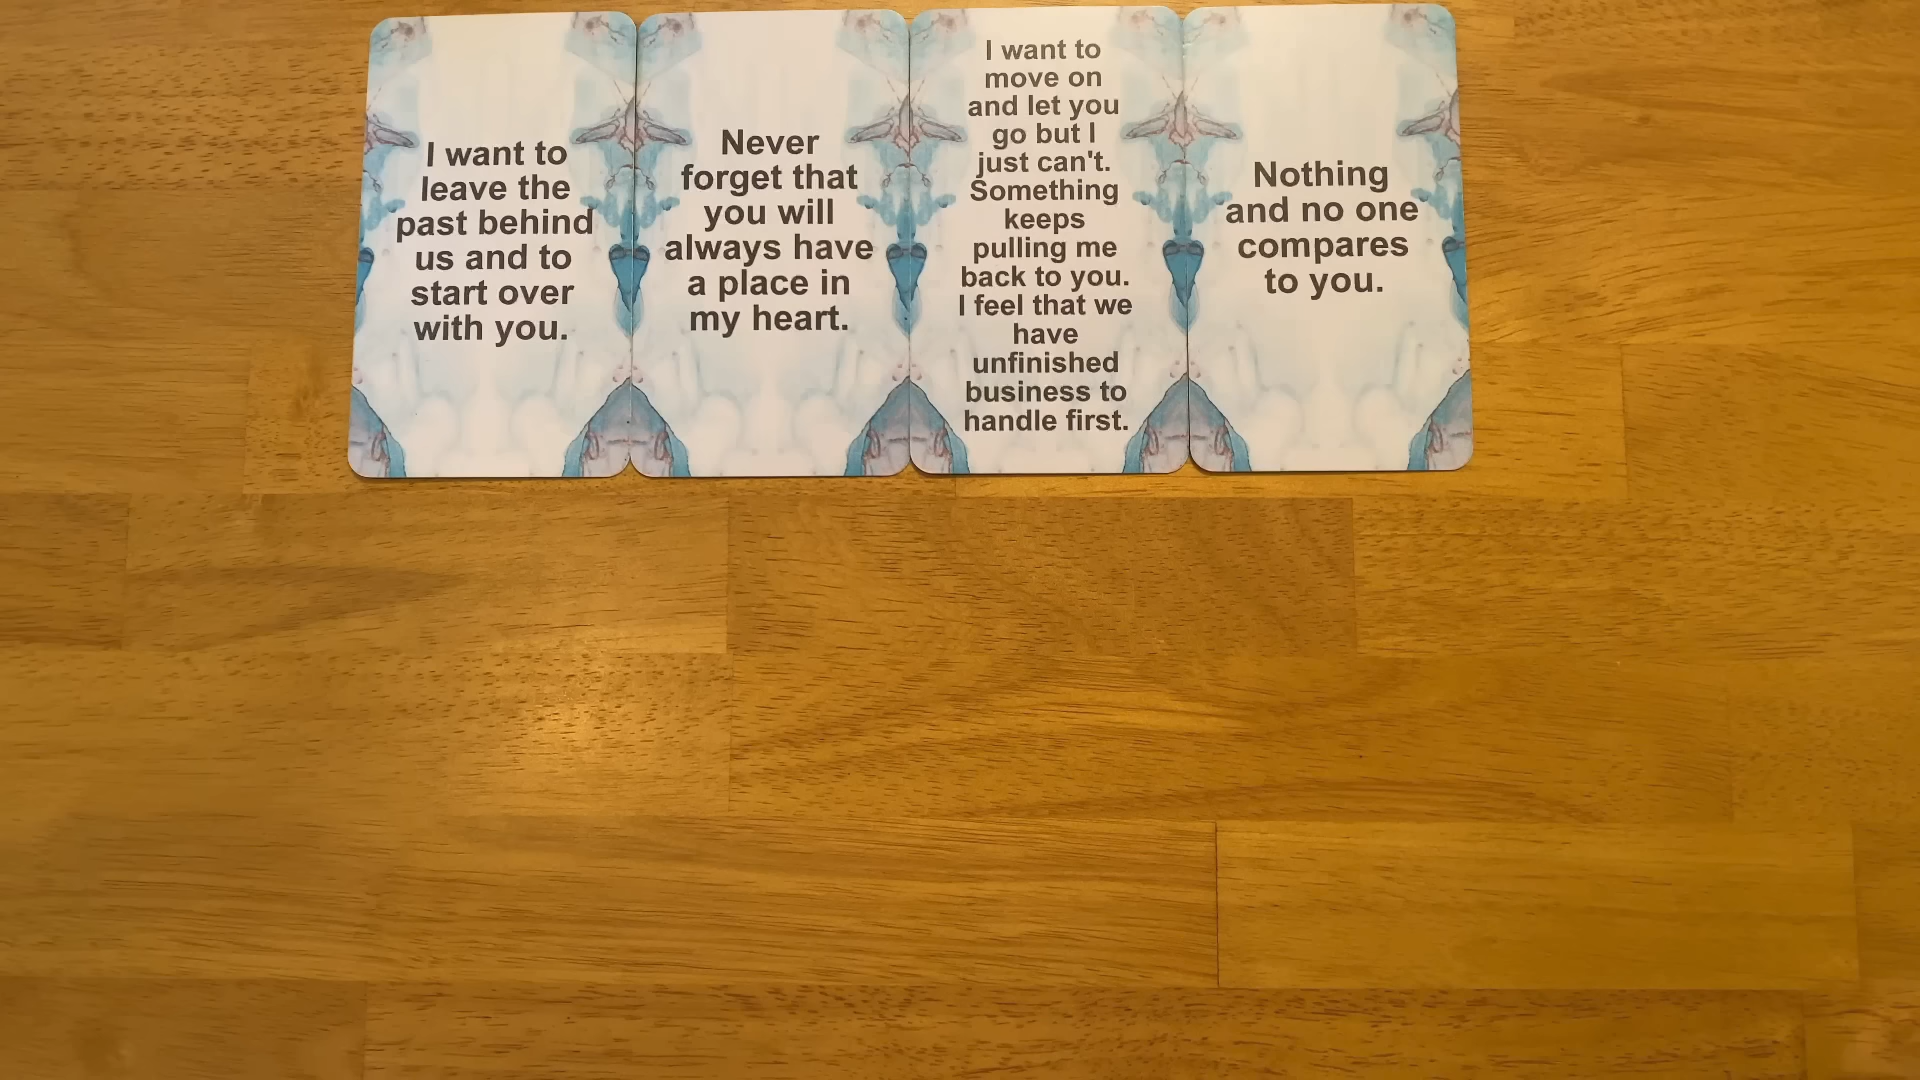 I want to
leave the
past behind
us and to
start over
with you.
Never
forget that
you will
always have
a place in
my heart.
I want to
move on
and let you
go but I
just can't.
Something
keeps
pulling me
back to you.
I feel that we
have
unfinished
business to
handle first.
Nothing
and no one
compares
to you.